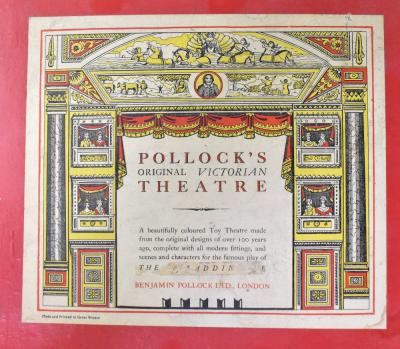 POLLOCK'S
ORIGINAL VICTORIAN
THEATRE
A beautifully coloured Toy Theatre made
from the original designs of over 100 years
ago, complete with all modern fittings, and
scenes and characters for the famous play of
THE
BENJAMIN POLLOCK LTD., LONDON
Made and Printed in Great Britain